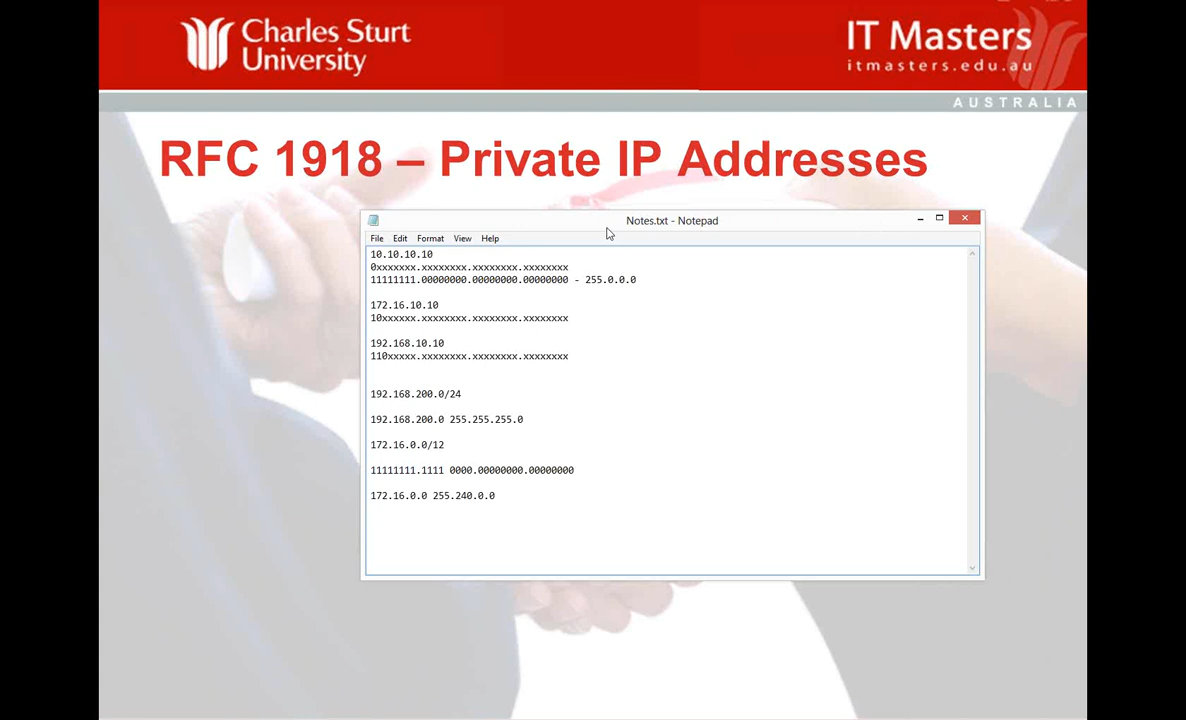 Charles Sturt
University
IT Masters
itmasters.edu.au
AUSTRALIA
RFC 1918 – Private IP Addresses
Notes.txt - Notepad
File Edit Format View Help
10.10.10.10
0xxxxxxx.xxxxxxxx.xxxxxxxx.xxxxxxxx
11111111.00000000.00000000.00000000 - 255.0.0.0
172.16.10.10
10xxxxxx.xxxxxxxx.xxxxxxxx.xxxxxxxx
192.168.10.10
110xxxxx.xxxxxxxx.xxxxxxxx.xxxxxxxx
192.168.200.0/24
192.168.200.0 255.255.255.0
172.16.0.0/12
11111111.1111 0000.00000000.00000000
172.16.0.0 255.240.0.0